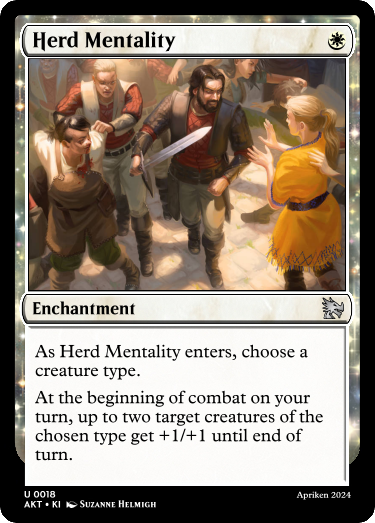 Herd Mentality
Enchantment
As Herd Mentality enters, choose a
creature type.
At the beginning of combat on your
turn, up to two target creatures of the
chosen type get +1/+1 until end of
turn.
U 0018
AKT • KI Suzanne Helmigh
Apriken 2024